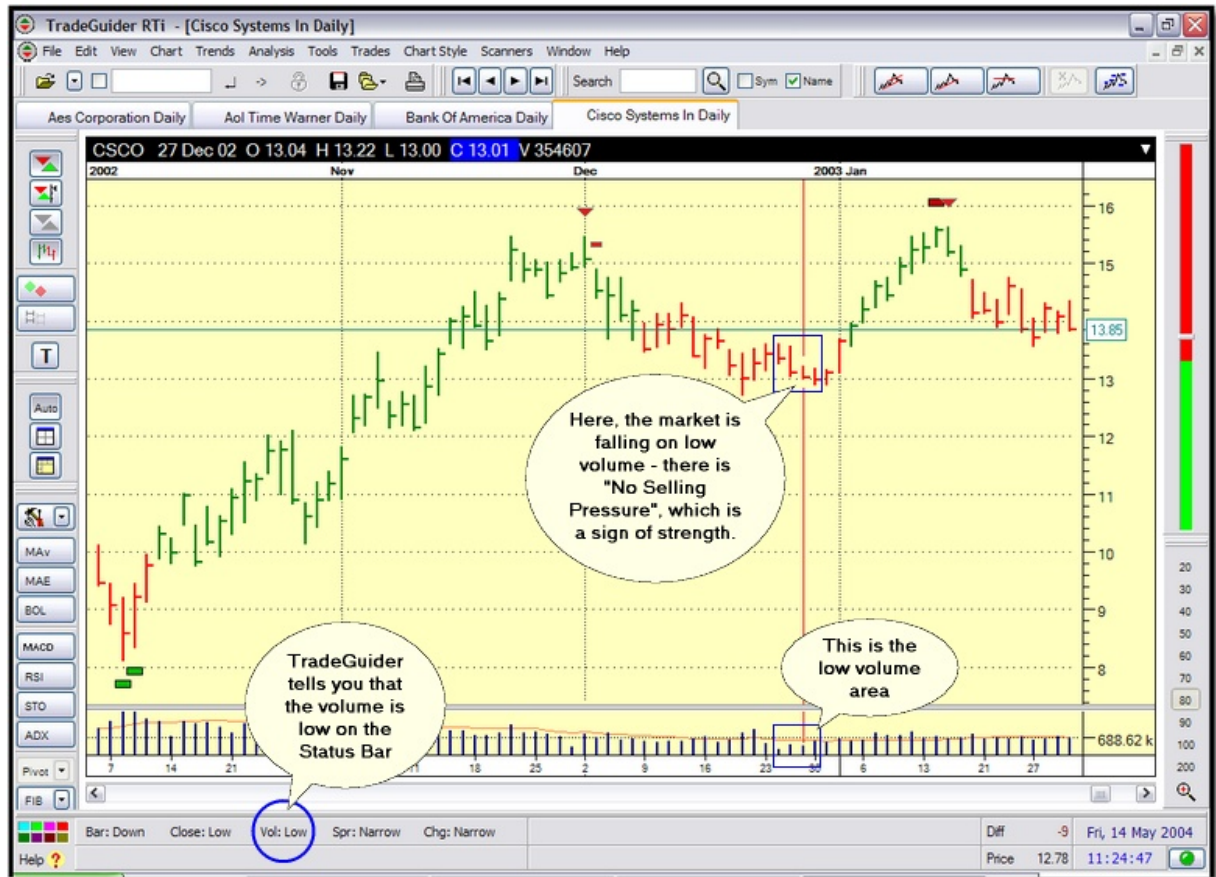 TradeGuider RTi - [Cisco Systems In Daily]
File Edit View Chart Trends Analysis Tools Trades Chart Style Scanners Window Help
Search Sym Name
Aes Corporation Daily Aol Time Warner Daily Bank Of America Daily Cisco Systems In Daily
CSCO 27 Dec 02 O 13.04 H 13.22 L 13.00 C 13.01 V 354607
2002 Nov Dec 2003 Jan
16
15
13.85
13
12
11
10
9
8
688.62 k
T
Auto
MAv
MAE
BOL
MACD
RSI
STO
ADX
Pivot
FIB
Here, the market is
falling on low
volume - there is
"No Selling
Pressure", which is
a sign of strength.
This is the
low volume
area
TradeGuider
tells you that
the volume is
low on the
Status Bar
7 14 21 11 18 25 2 9 16 23 30 6 13 21 27
20
30
40
50
60
70
80
90
100
200
Bar: Down Close: Low Vol: Low Spr: Narrow Chg: Narrow
Diff -9 Fri, 14 May 2004
Help ? Price 12.78 11:24:47